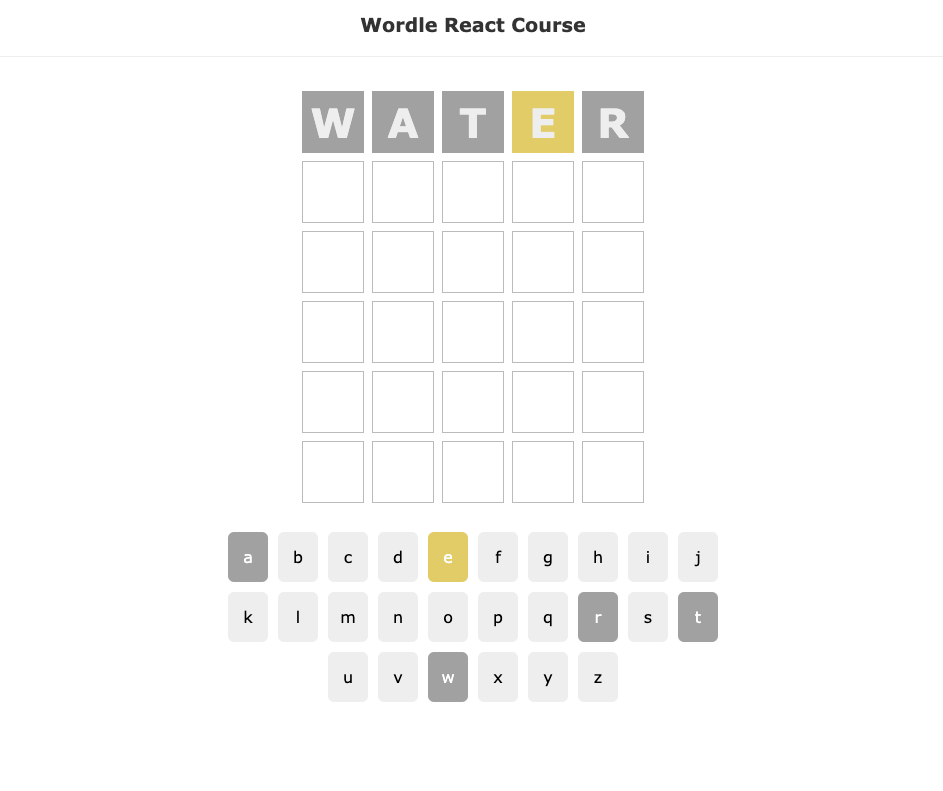 Wordle React Course
W A T E R
a b c d e f g h i j
k l m n o p q r s t
u v w x y z